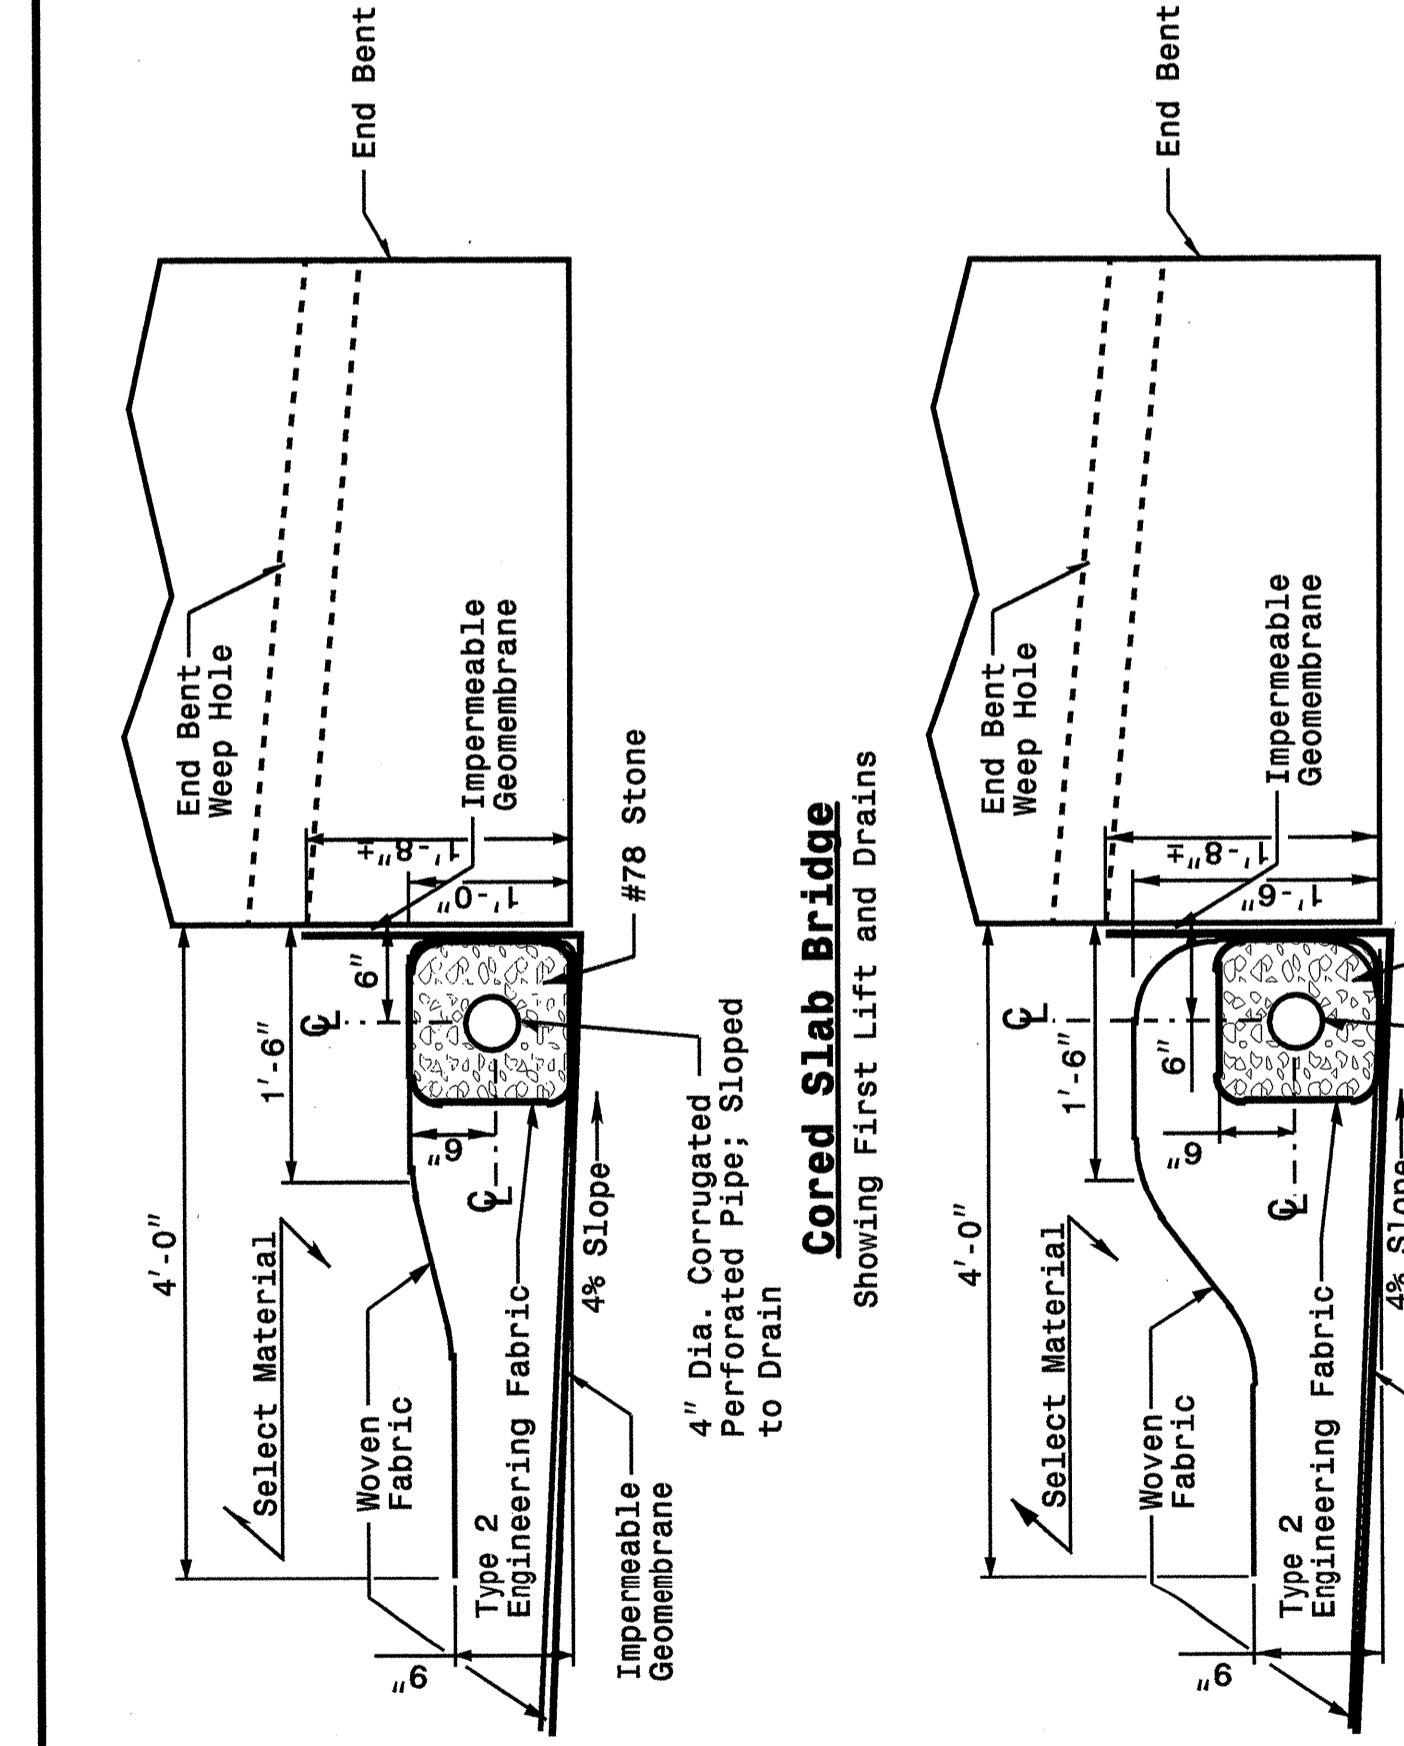 End Bent
End Bent
Weep Hole
Impermeable
Geomembrane
1'-8"±
1'-0"
#78 Stone
6"
1'-6"
4'-0"
℄
6"
℄
Select Material
Woven
Fabric
Type 2
Engineering Fabric
4% Slope
4" Dia. Corrugated
Perforated Pipe; Sloped
to Drain
Impermeable
Geomembrane
9"
Cored Slab Bridge
Showing First Lift and Drains
End Bent
End Bent
Weep Hole
Impermeable
Geomembrane
1'-8"±
1'-6"
℄
1'-6"
6"
4'-0"
6"
℄
Select Material
Woven
Fabric
Type 2
Engineering Fabric
4% Slope
9"